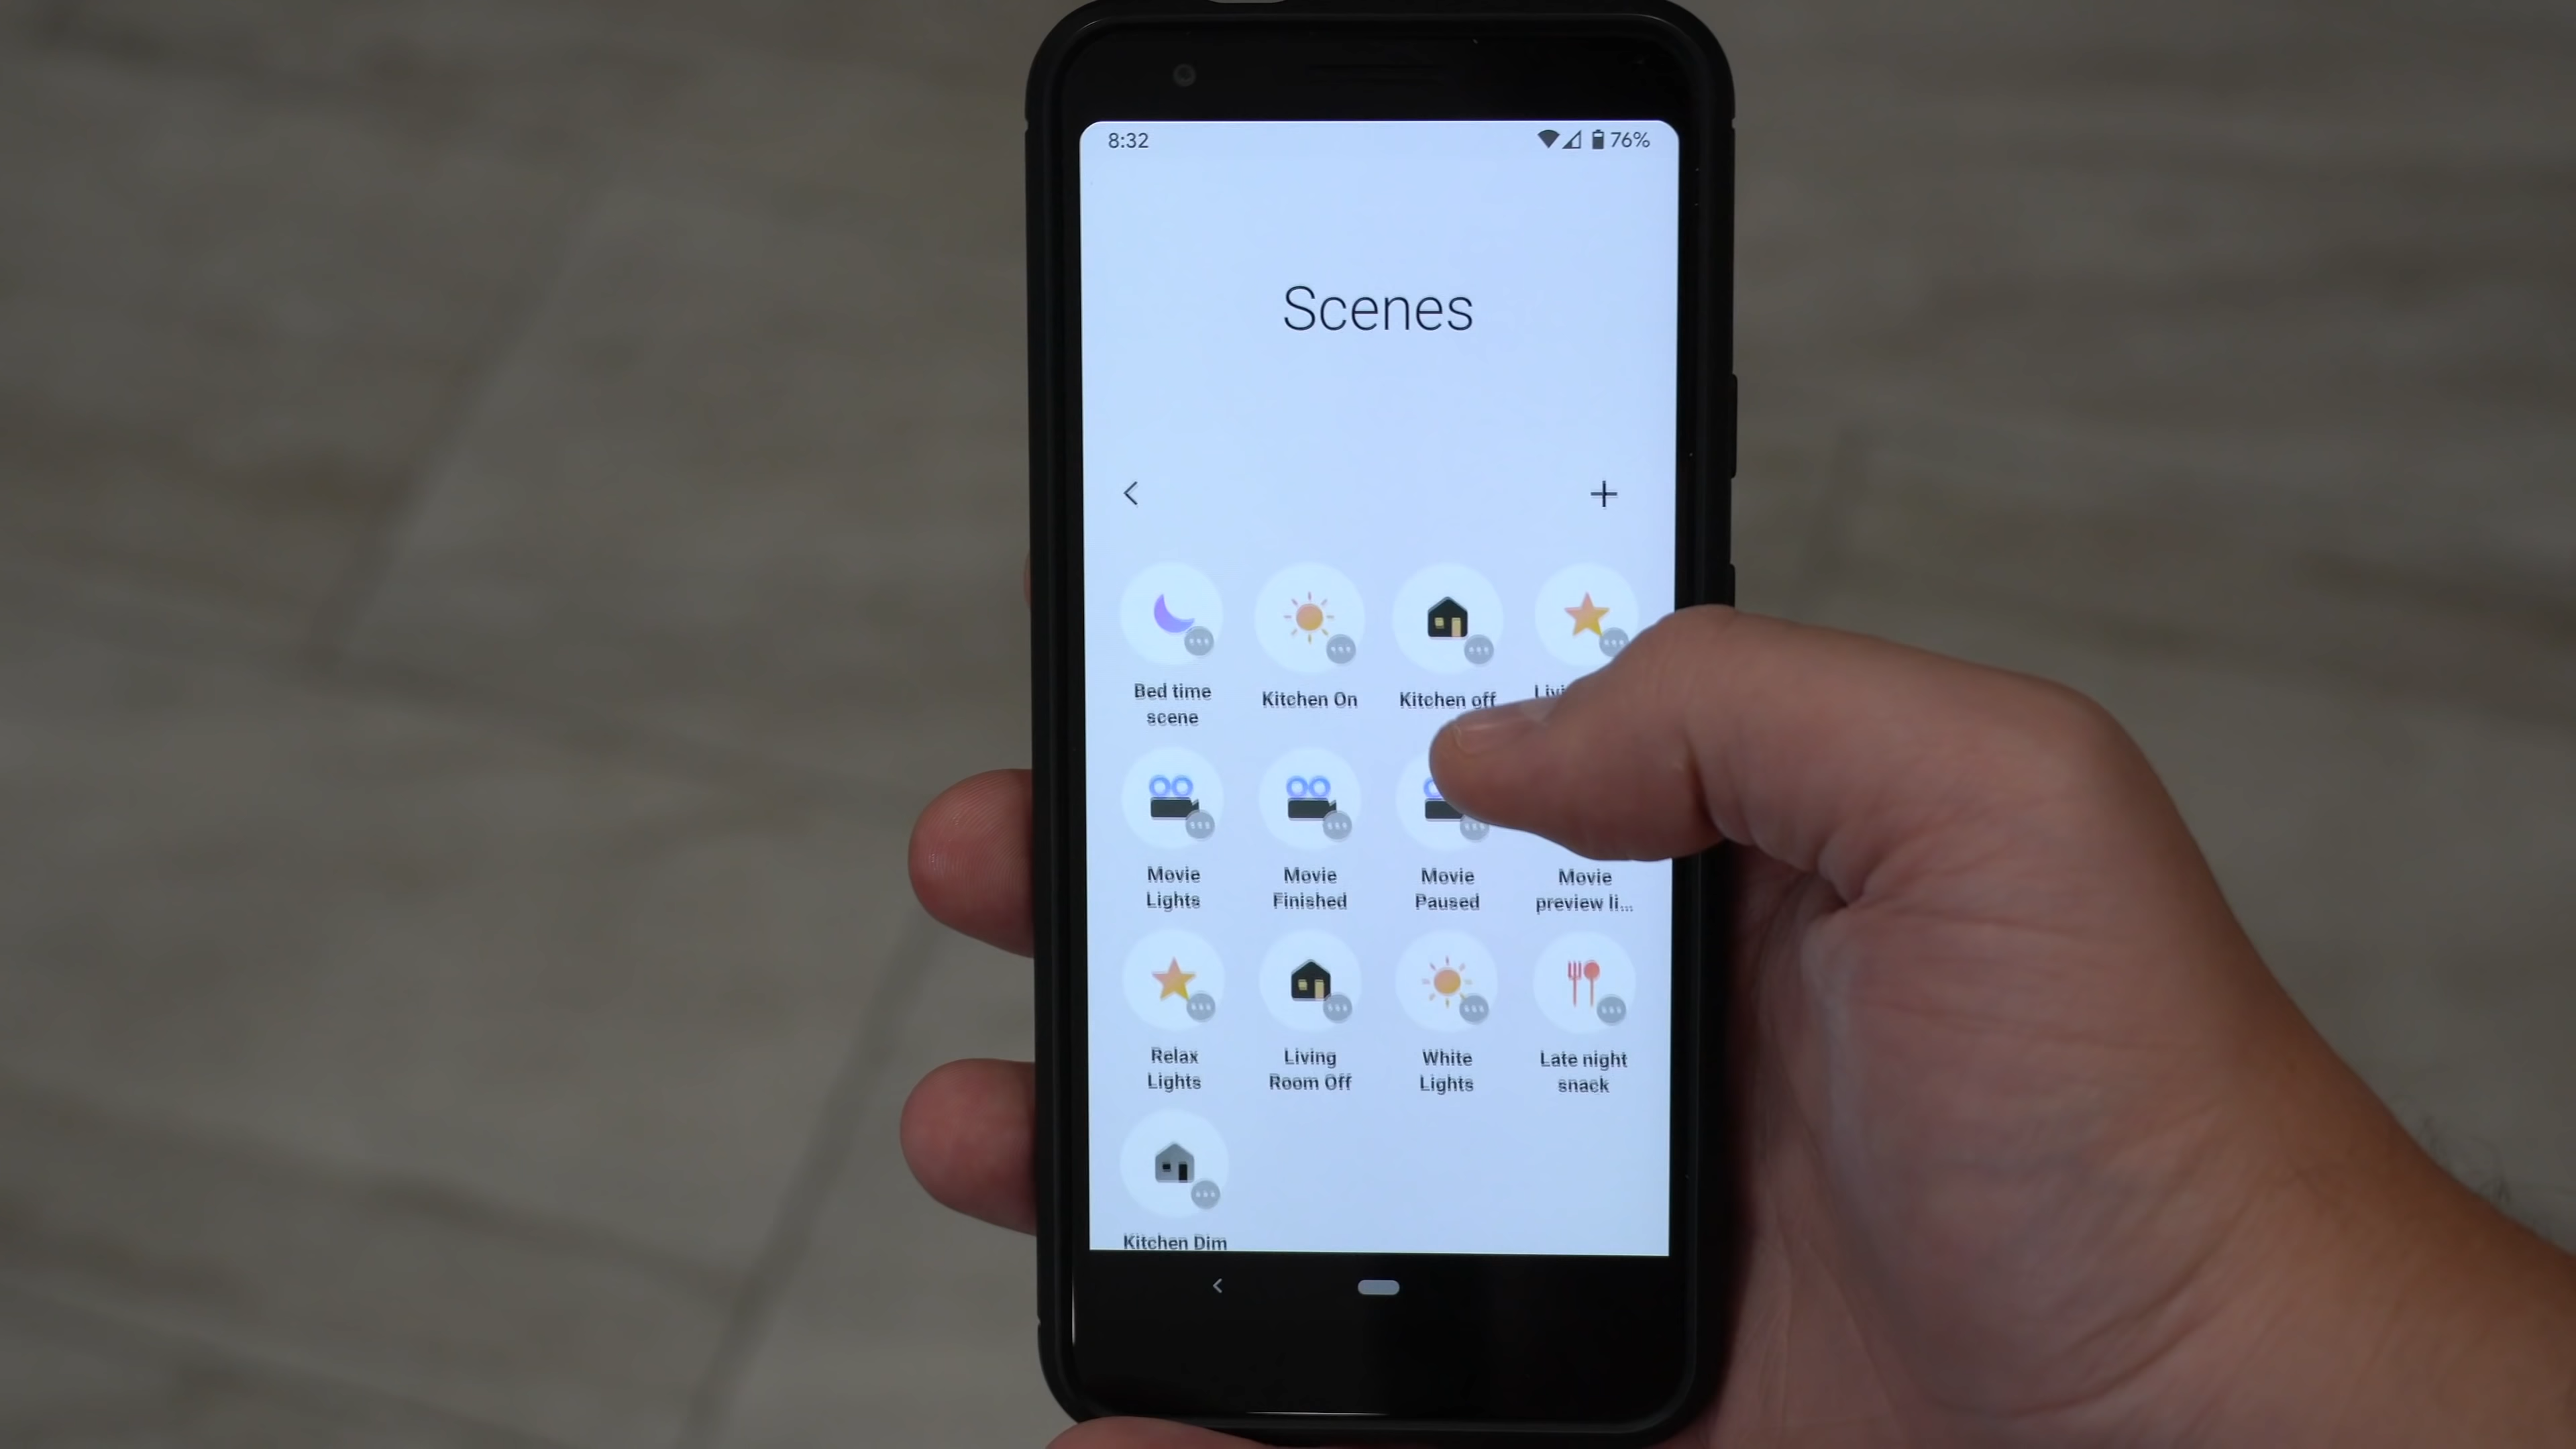 8:32
76%
Scenes
Bed time
scene
Kitchen On
Kitchen off
Movie
Lights
Movie
Finished
Movie
Paused
Movie
preview li...
Relax
Lights
Living
Room Off
White
Lights
Late night
snack
Kitchen Dim